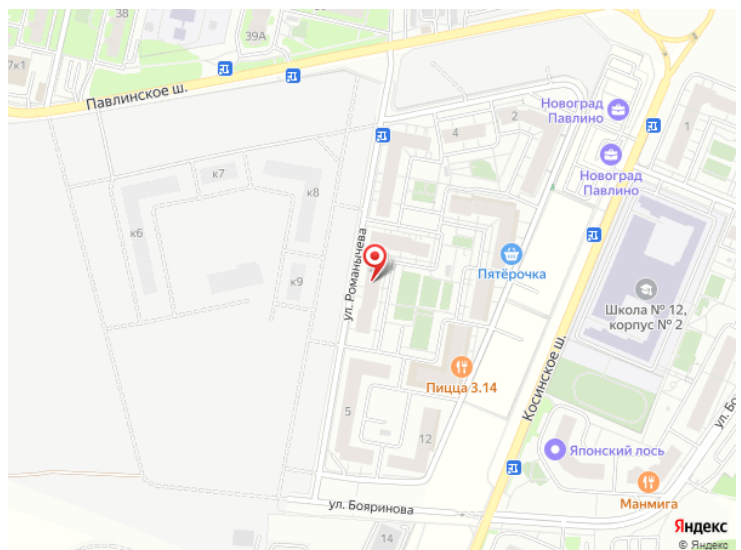 38
39А
7к1
Павлинское ш.
2
4
1
Новоград
Павлино
Новоград
Павлино
к7
к8
к6
ул. Романычева
к9
Пятёрочка
Школа № 12,
корпус № 2
Косинское ш.
Пицца 3.14
5
12
ул. Бо
Японский лось
Манмига
ул. Бояринова
14
Яндекс
© Яндекс